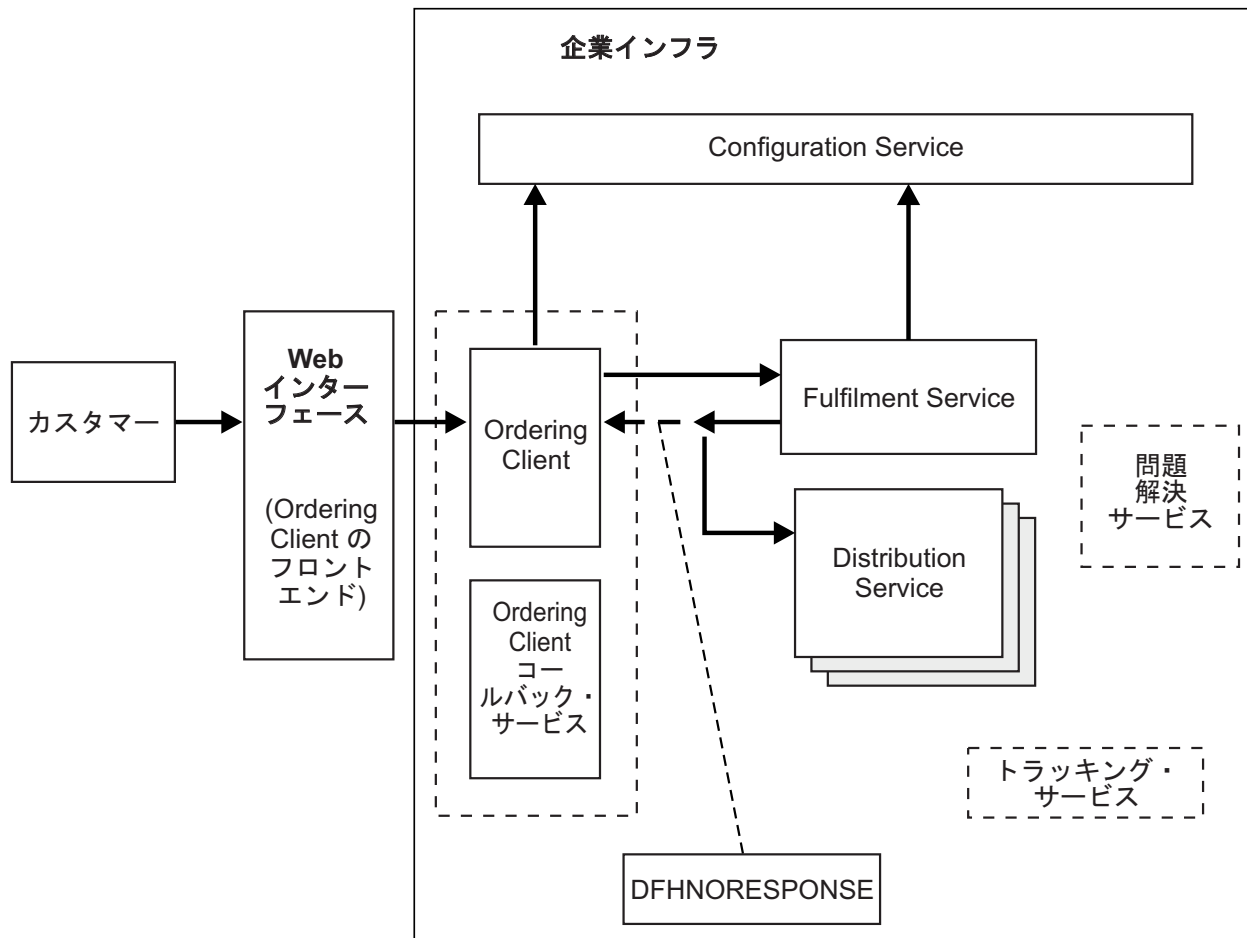 企業インフラ
Configuration Service
カスタマー
Web
インター
フェース
(Ordering
Client の
フロント
エンド)
Ordering
Client
Fulfilment Service
問題
解決
サービス
Distribution
Service
Ordering
Client
コー
ルバック・
サービス
トラッキング・
サービス
DFHNORESPONSE